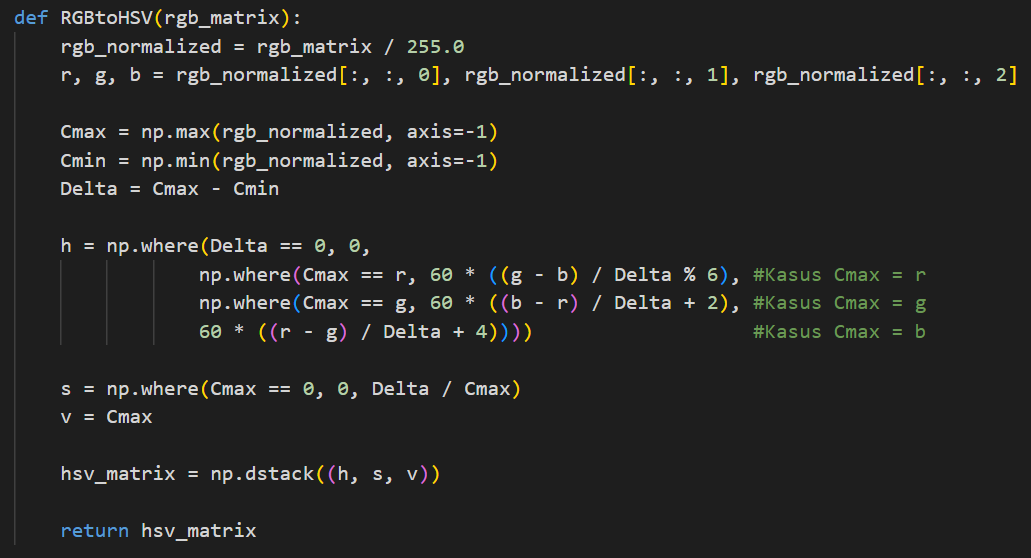 def RGBtoHSV(rgb_matrix):
    rgb_normalized = rgb_matrix / 255.0
    r, g, b = rgb_normalized[:, :, 0], rgb_normalized[:, :, 1], rgb_normalized[:, :, 2]

    Cmax = np.max(rgb_normalized, axis=-1)
    Cmin = np.min(rgb_normalized, axis=-1)
    Delta = Cmax - Cmin

    h = np.where(Delta == 0, 0,
                np.where(Cmax == r, 60 * ((g - b) / Delta % 6), #Kasus Cmax = r
                np.where(Cmax == g, 60 * ((b - r) / Delta + 2), #Kasus Cmax = g
                60 * ((r - g) / Delta + 4))))                   #Kasus Cmax = b

    s = np.where(Cmax == 0, 0, Delta / Cmax)
    v = Cmax

    hsv_matrix = np.dstack((h, s, v))

    return hsv_matrix